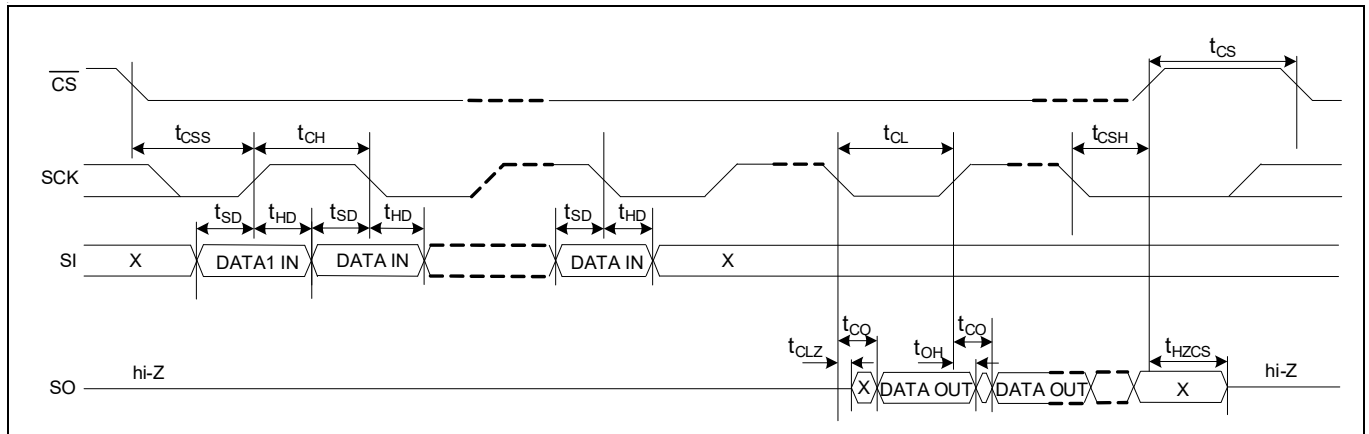 tCS
CS
tCSS
tCH
tCL
tCSH
SCK
tSD
tHD
tSD
tHD
tSD
tHD
SI
X
DATA1 IN
DATA IN
DATA IN
X
tCO
tCO
tCLZ
tOH
tHZCS
SO
hi-Z
X
DATA OUT
DATA OUT
X
hi-Z